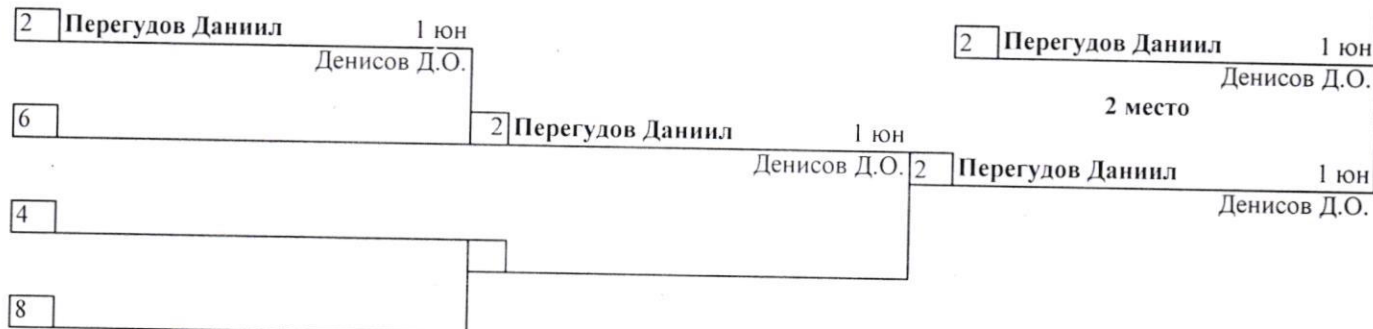 2 Перегудов Даниил 1 юн
Денисов Д.О.
6
2 Перегудов Даниил 1 юн
Денисов Д.О.
4
8
2 Перегудов Даниил 1 юн
Денисов Д.О.
2 место
2 Перегудов Даниил 1 юн
Денисов Д.О.